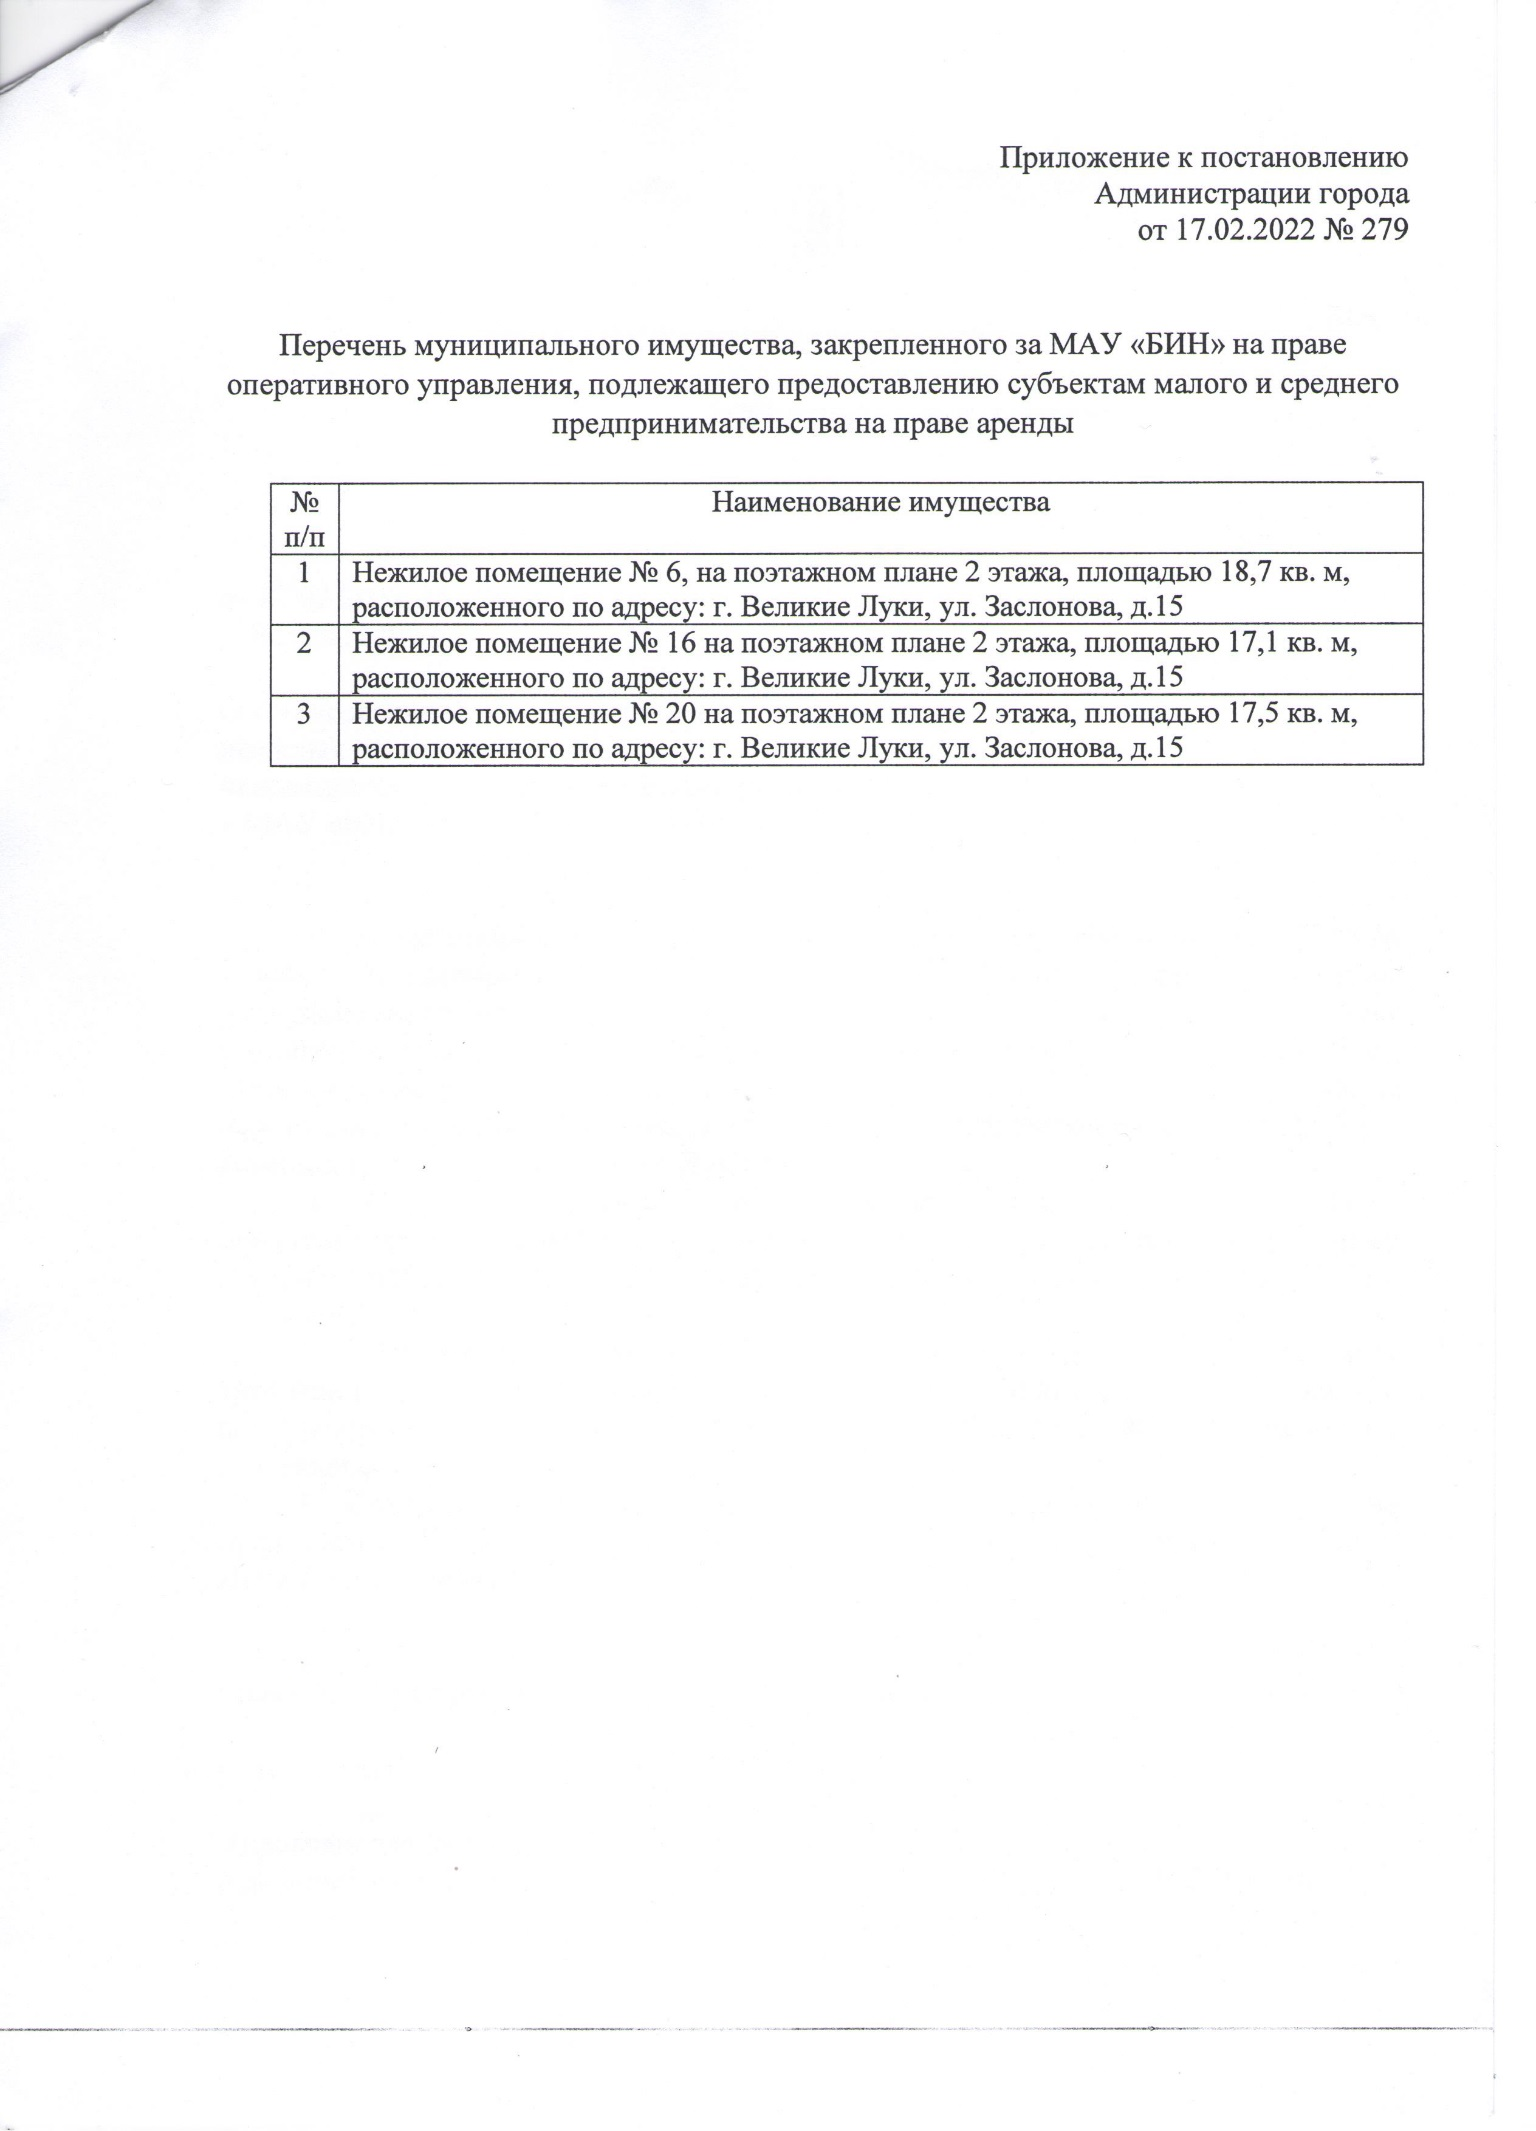 Приложение к постановлению
Администрации города
от 17.02.2022 № 279
Перечень муниципального имущества, закрепленного за МАУ «БИН» на праве
оперативного управления, подлежащего предоставлению субъектам малого и среднего
предпринимательства на праве аренды
№
п/п
Наименование имущества
1
Нежилое помещение № 6, на поэтажном плане 2 этажа, площадью 18,7 кв. м,
расположенного по адресу: г. Великие Луки, ул. Заслонова, д.15
2
Нежилое помещение № 16 на поэтажном плане 2 этажа, площадью 17,1 кв. м,
расположенного по адресу: г. Великие Луки, ул. Заслонова, д.15
3
Нежилое помещение № 20 на поэтажном плане 2 этажа, площадью 17,5 кв. м,
расположенного по адресу: г. Великие Луки, ул. Заслонова, д.15